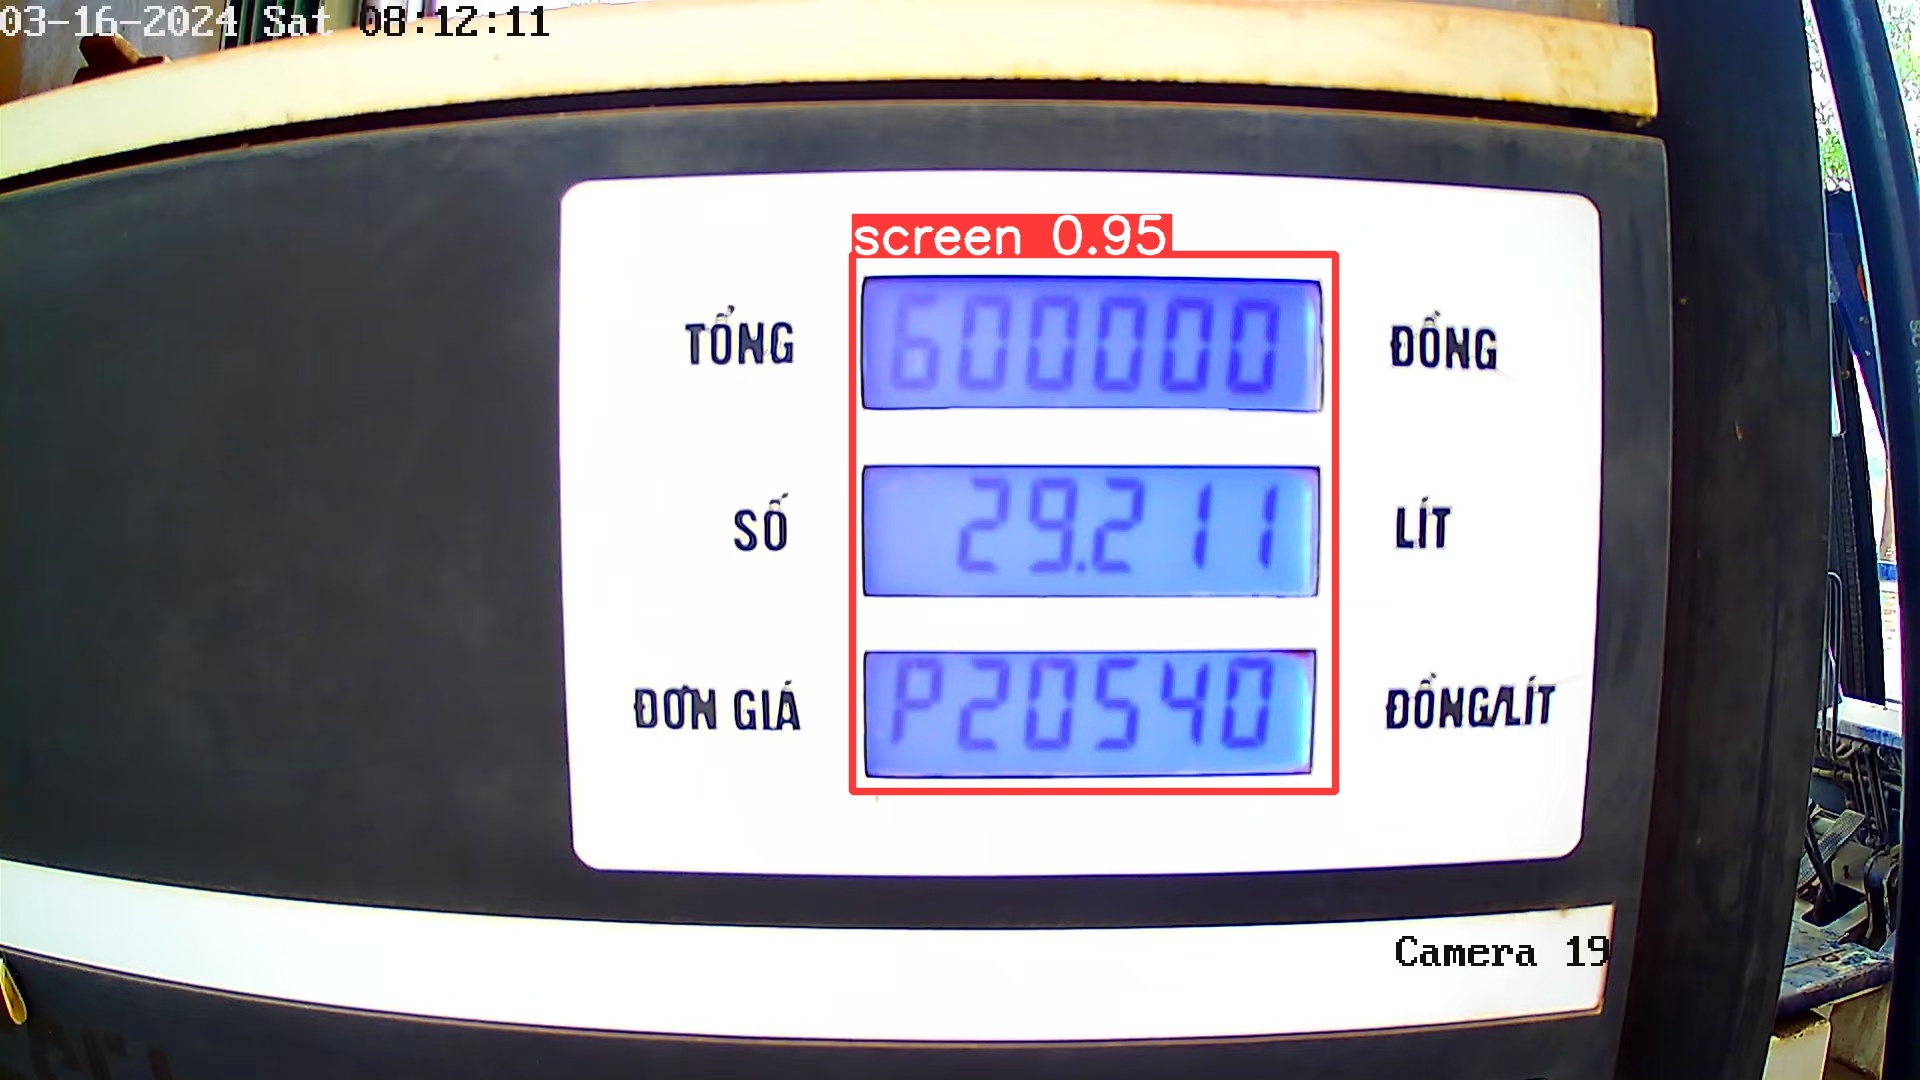 03-16-2024 Sat 08:12:11
screen 0.95
TỔNG 600000 ĐỒNG
SỐ 29.211 LÍT
ĐƠN GIÁ P20540 ĐỒNG/LÍT
Camera 19